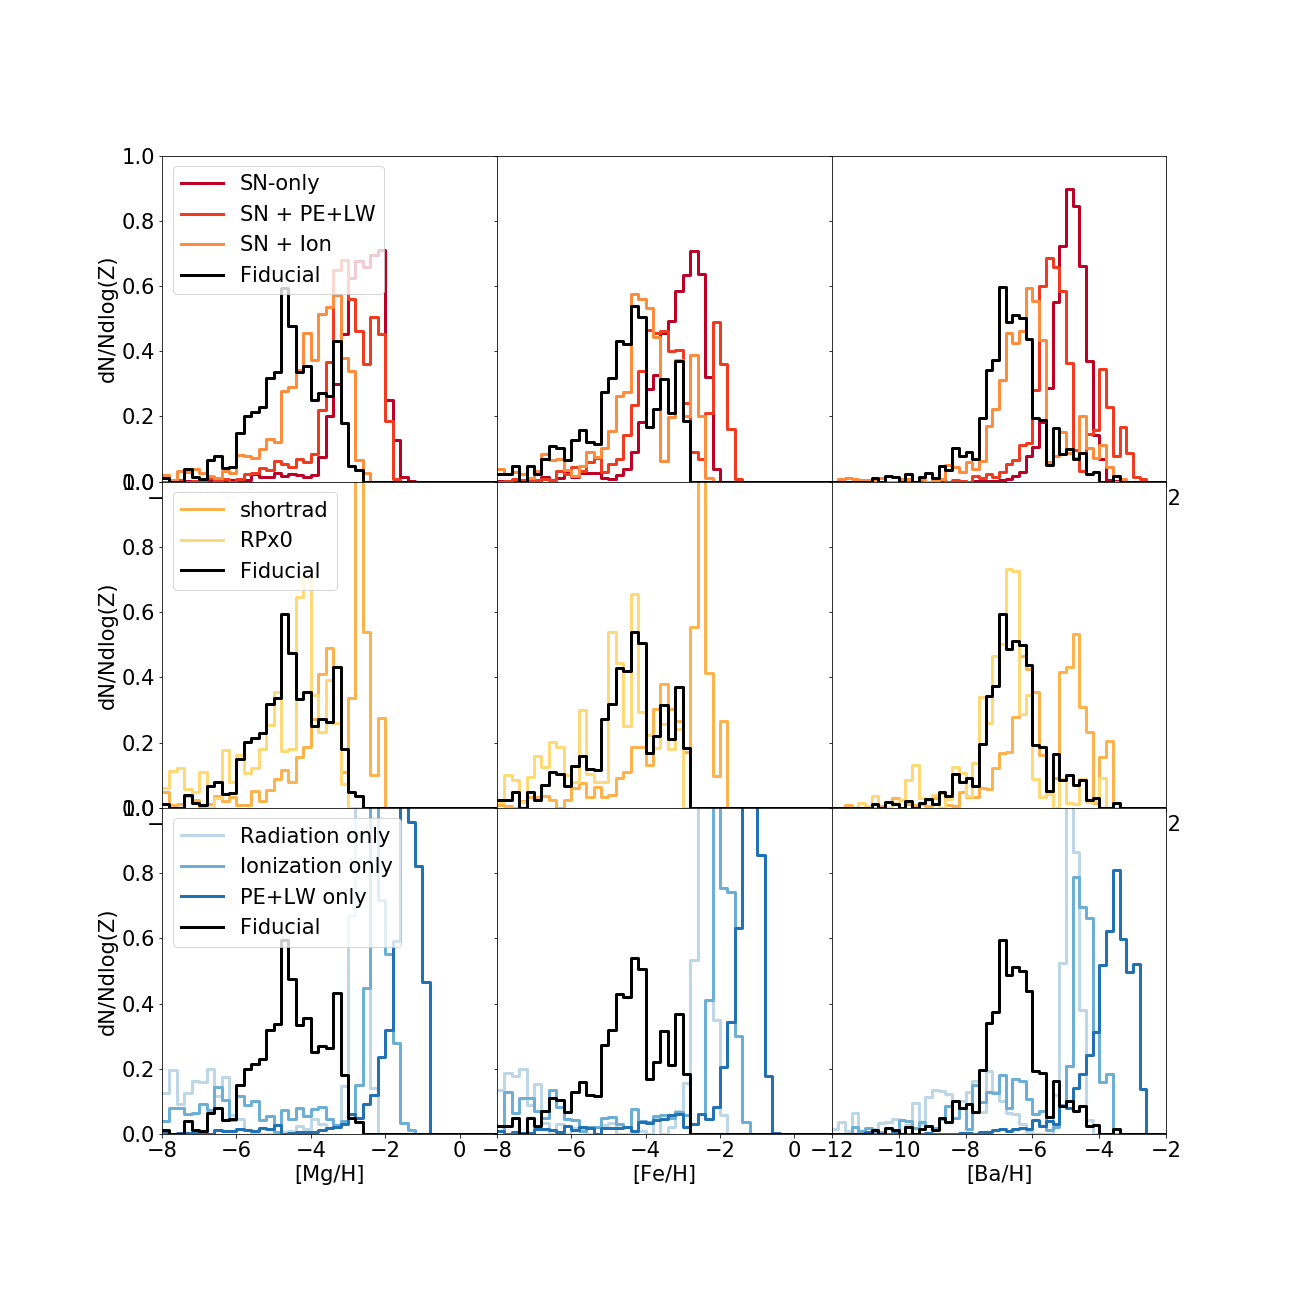 1.0
0.8
0.6
0.4
0.2
0.0
dN/Ndlog(Z)
SN-only
SN + PE+LW
SN + Ion
Fiducial
1.0
0.8
0.6
0.4
0.2
0.0
dN/Ndlog(Z)
shortrad
RPx0
Fiducial
2
1.0
0.8
0.6
0.4
0.2
0.0
dN/Ndlog(Z)
Radiation only
Ionization only
PE+LW only
Fiducial
2
−8 −6 −4 −2 0 −8 −6 −4 −2 0 −12 −10 −8 −6 −4 −2
[Mg/H] [Fe/H] [Ba/H]